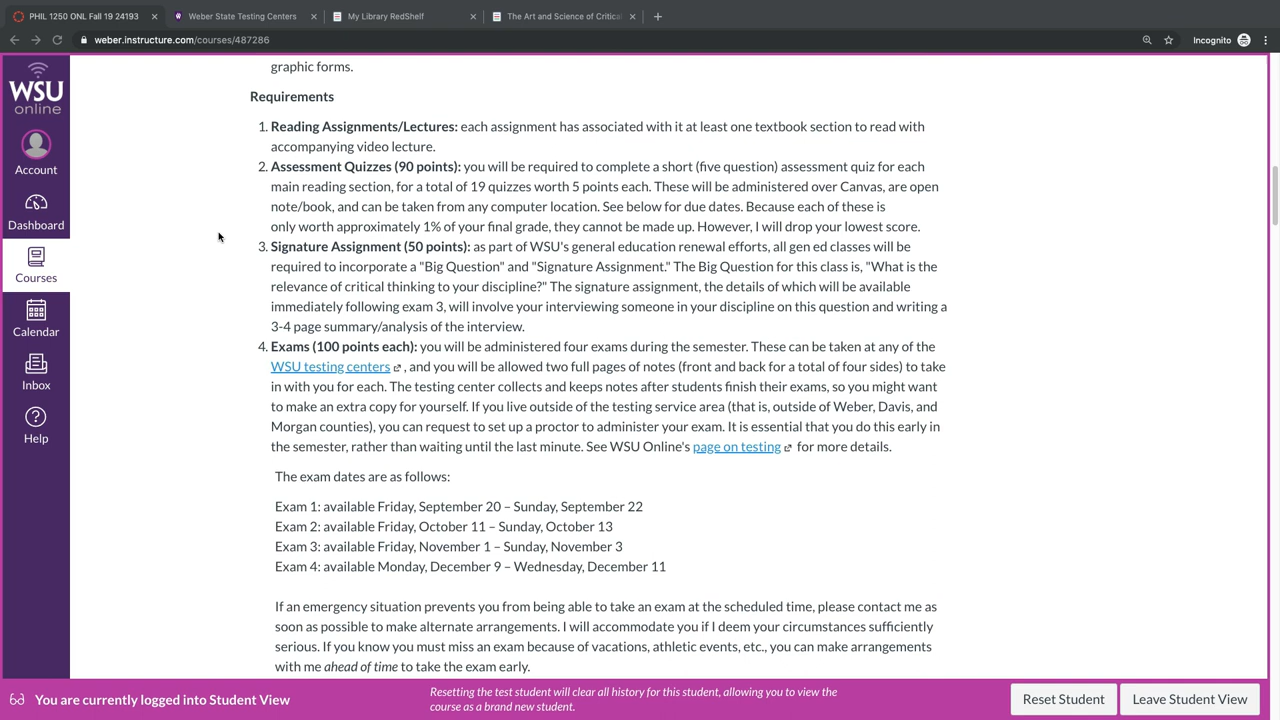 PHIL 1250 ONL Fall 19 24193
Weber State Testing Centers
My Library RedShelf
The Art and Science of Critical
weber.instructure.com/courses/487286
Incognito
WSU
online
Account
Dashboard
Courses
Calendar
Inbox
Help
graphic forms.
Requirements
1. Reading Assignments/Lectures: each assignment has associated with it at least one textbook section to read with
accompanying video lecture.
2. Assessment Quizzes (90 points): you will be required to complete a short (five question) assessment quiz for each
main reading section, for a total of 19 quizzes worth 5 points each. These will be administered over Canvas, are open
note/book, and can be taken from any computer location. See below for due dates. Because each of these is
only worth approximately 1% of your final grade, they cannot be made up. However, I will drop your lowest score.
3. Signature Assignment (50 points): as part of WSU's general education renewal efforts, all gen ed classes will be
required to incorporate a "Big Question" and "Signature Assignment." The Big Question for this class is, "What is the
relevance of critical thinking to your discipline?" The signature assignment, the details of which will be available
immediately following exam 3, will involve your interviewing someone in your discipline on this question and writing a
3-4 page summary/analysis of the interview.
4. Exams (100 points each): you will be administered four exams during the semester. These can be taken at any of the
WSU testing centers , and you will be allowed two full pages of notes (front and back for a total of four sides) to take
in with you for each. The testing center collects and keeps notes after students finish their exams, so you might want
to make an extra copy for yourself. If you live outside of the testing service area (that is, outside of Weber, Davis, and
Morgan counties), you can request to set up a proctor to administer your exam. It is essential that you do this early in
the semester, rather than waiting until the last minute. See WSU Online's page on testing for more details.
The exam dates are as follows:
Exam 1: available Friday, September 20 – Sunday, September 22
Exam 2: available Friday, October 11 – Sunday, October 13
Exam 3: available Friday, November 1 – Sunday, November 3
Exam 4: available Monday, December 9 – Wednesday, December 11
If an emergency situation prevents you from being able to take an exam at the scheduled time, please contact me as
soon as possible to make alternate arrangements. I will accommodate you if I deem your circumstances sufficiently
serious. If you know you must miss an exam because of vacations, athletic events, etc., you can make arrangements
with me ahead of time to take the exam early.
You are currently logged into Student View
Resetting the test student will clear all history for this student, allowing you to view the
course as a brand new student.
Reset Student
Leave Student View